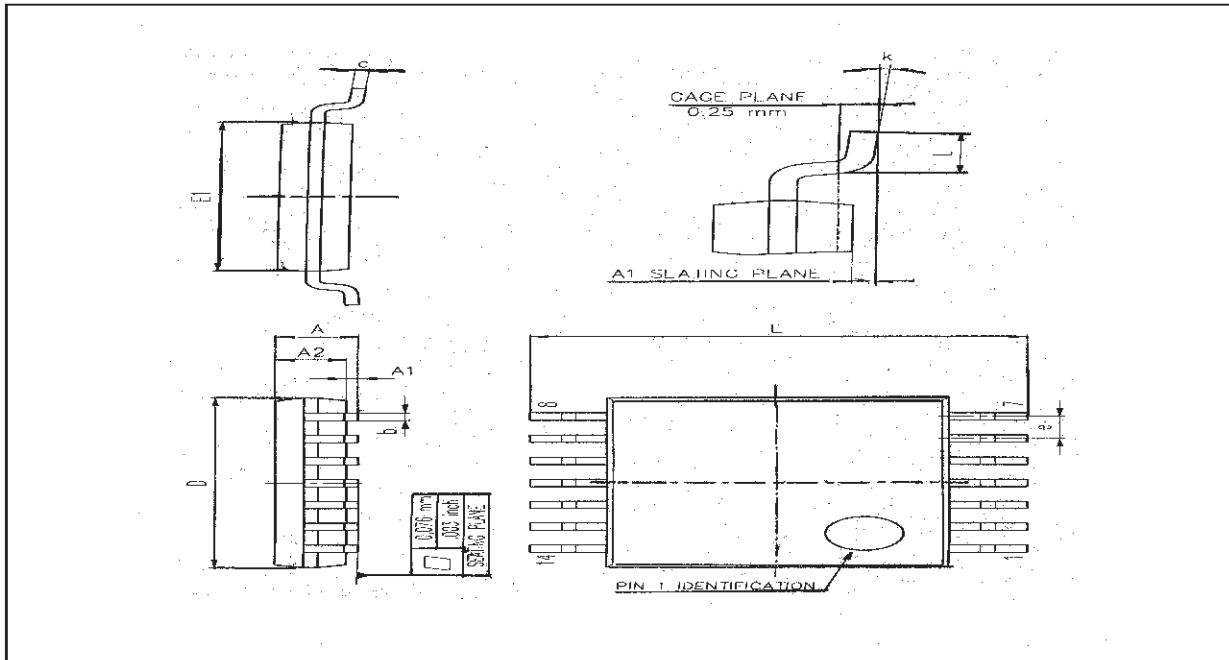 c
E1
k
GAGE PLANE
0.25 mm
L
A1 SEATING PLANE
A
A2
A1
b
D
0,076 mm
.003 inch
SEATING PLANE
E
8
7
e
14
1
PIN 1 IDENTIFICATION